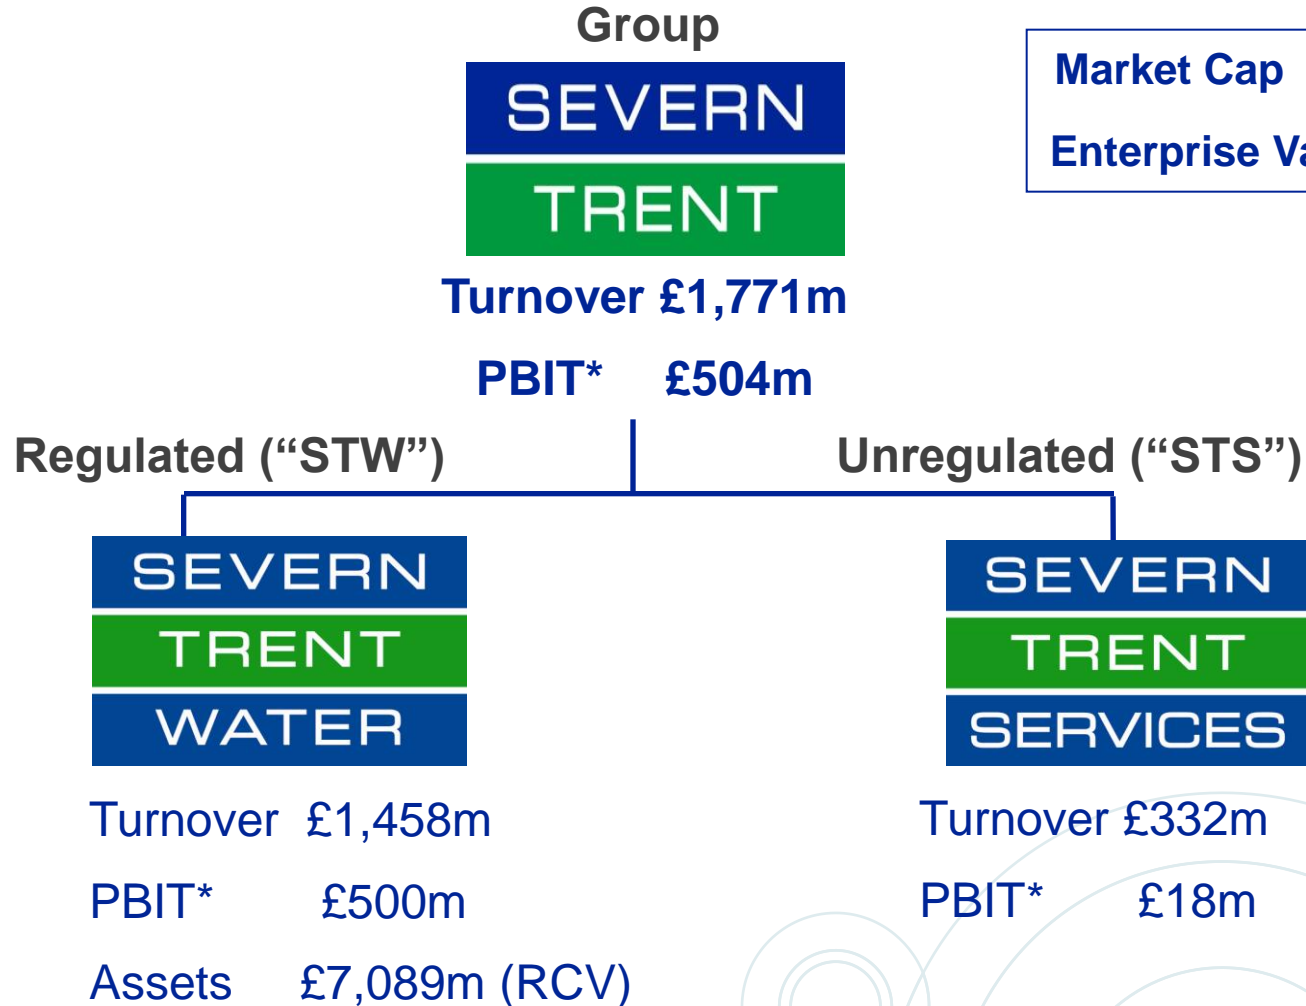 Group
SEVERN
TRENT
Market Cap
Enterprise
Turnover £1,771m
PBIT* £504m
Regulated (“STW”)
Unregulated (“STS”)
SEVERN
TRENT
WATER
SEVERN
TRENT
SERVICES
Turnover £1,458m
PBIT* £500m
Assets £7,089m (RCV)
Turnover £332m
PBIT* £18m